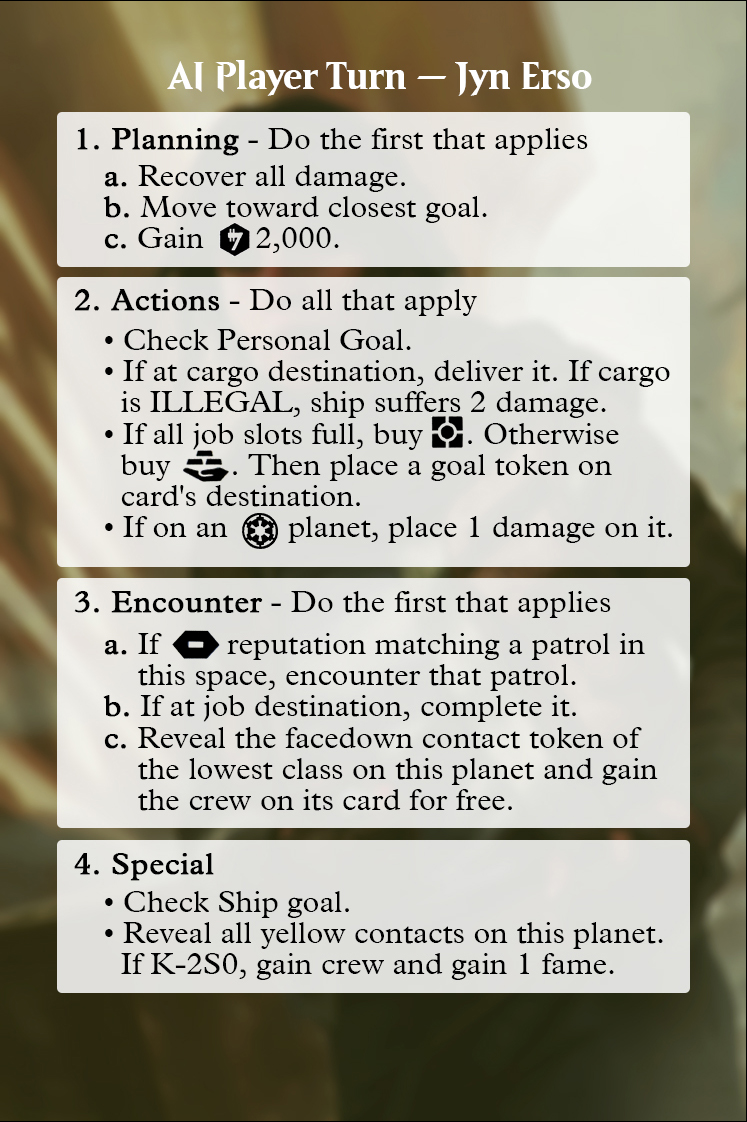 AI Player Turn — Jyn Erso
1. Planning - Do the first that applies
a. Recover all damage.
b. Move toward closest goal.
c. Gain 2,000.
2. Actions - Do all that apply
• Check Personal Goal.
• If at cargo destination, deliver it. If cargo
is ILLEGAL, ship suffers 2 damage.
• If all job slots full, buy . Otherwise
buy . Then place a goal token on
card's destination.
• If on an planet, place 1 damage on it.
3. Encounter - Do the first that applies
a. If reputation matching a patrol in
this space, encounter that patrol.
b. If at job destination, complete it.
c. Reveal the facedown contact token of
the lowest class on this planet and gain
the crew on its card for free.
4. Special
• Check Ship goal.
• Reveal all yellow contacts on this planet.
If K-2S0, gain crew and gain 1 fame.